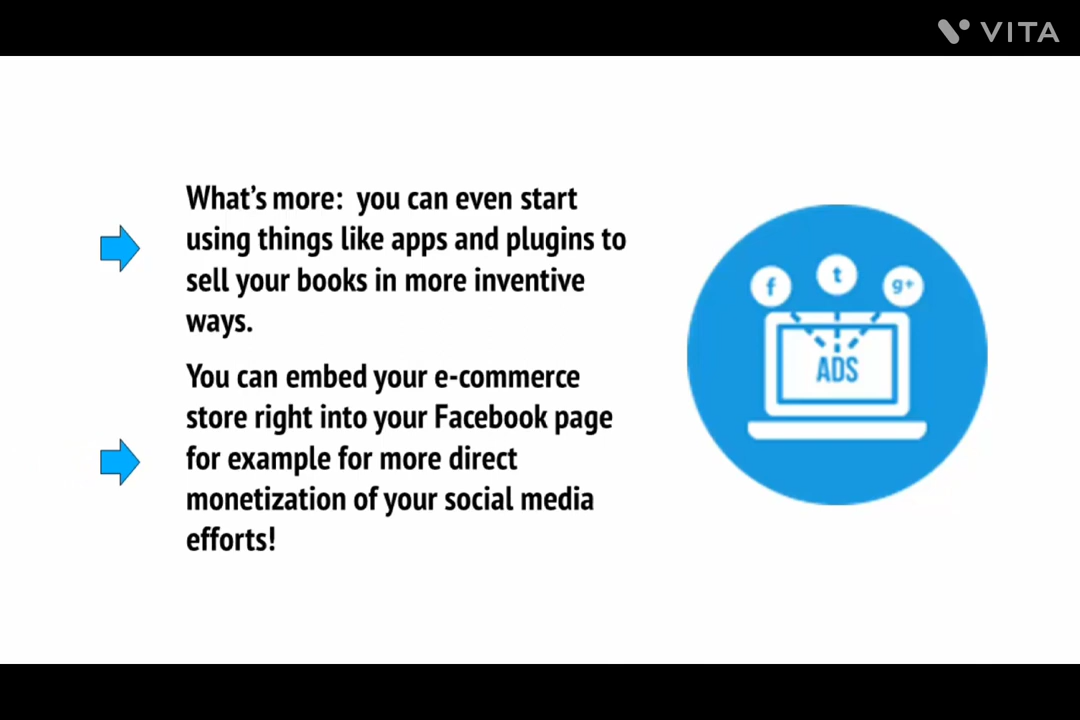 VITA
What's more:  you can even start
using things like apps and plugins to
sell your books in more inventive
ways.
You can embed your e-commerce
store right into your Facebook page
for example for more direct
monetization of your social media
efforts!
f
t
g+
ADS